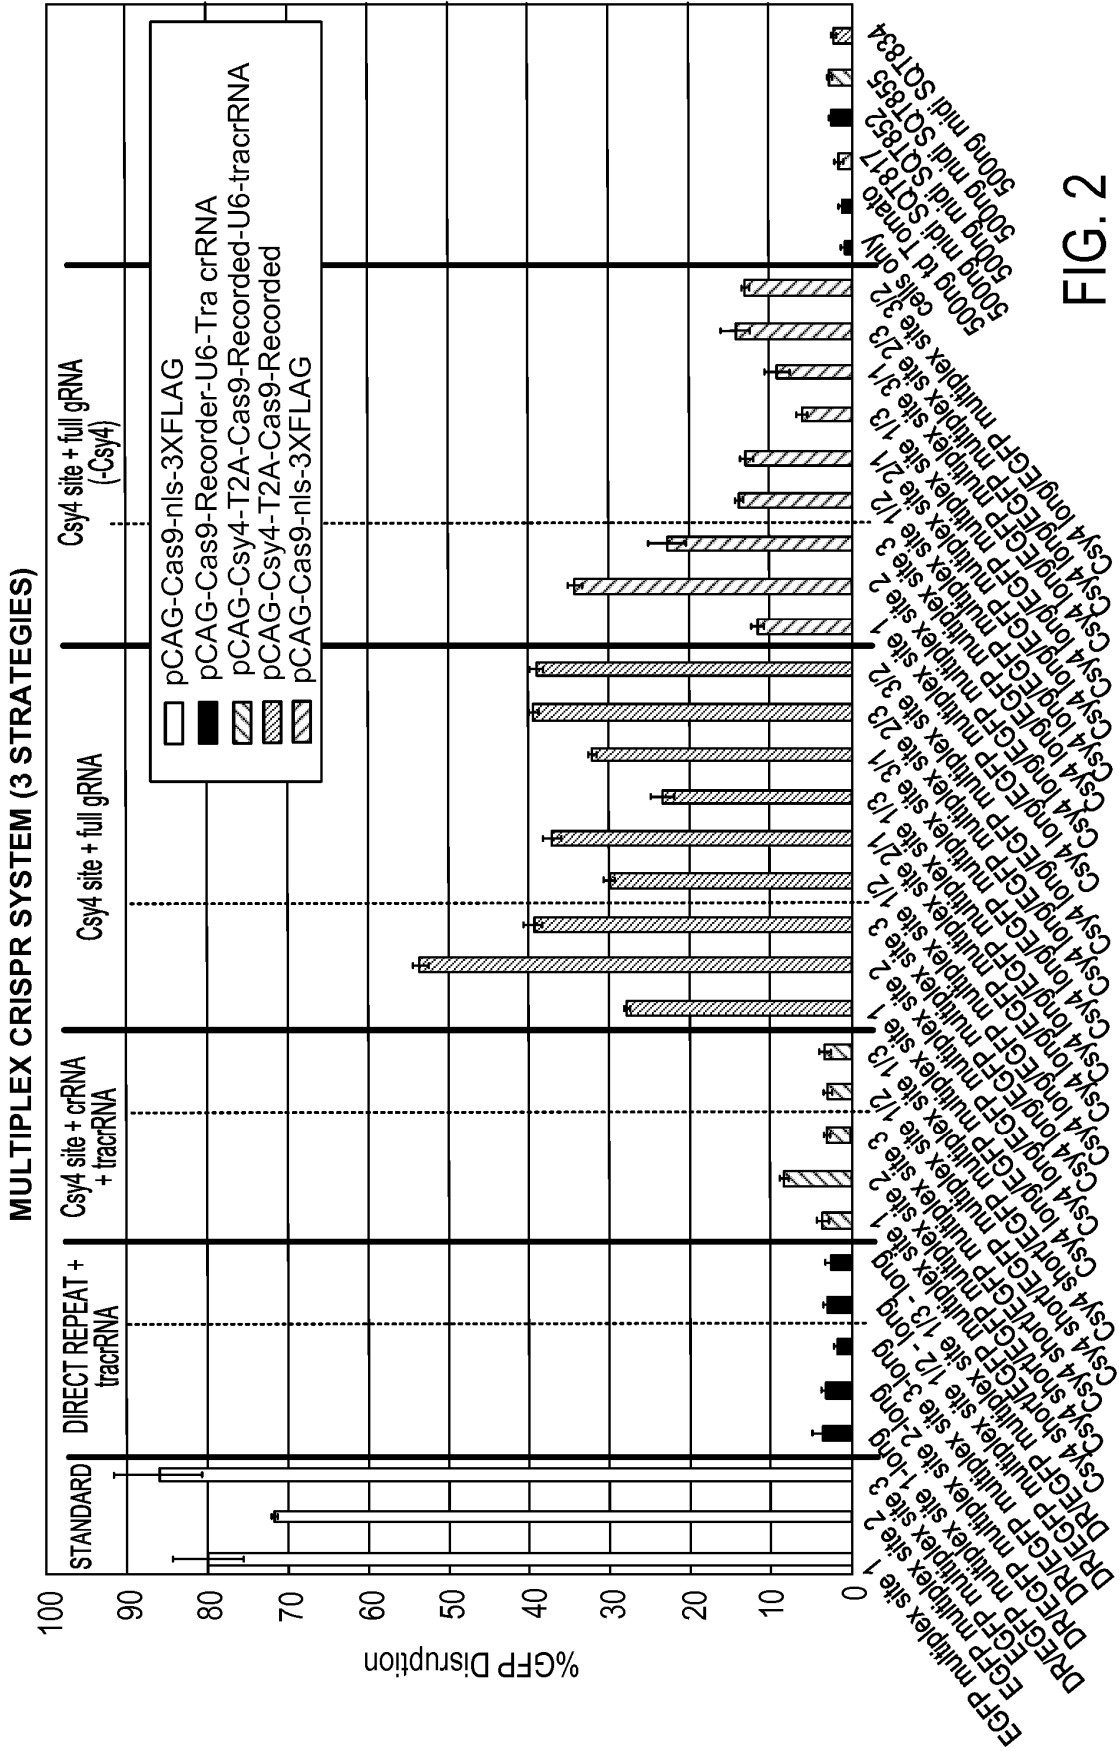 MULTIPLEX CRISPR SYSTEM (3 STRATEGIES)
STANDARD
DIRECT REPEAT +
tracrRNA
Csy4 site + crRNA
+ tracrRNA
Csy4 site + full gRNA
Csy4 site + full gRNA
(-Csy4)
pCAG-Cas9-nls-3XFLAG
pCAG-Cas9-Recorder-U6-Tra crRNA
pCAG-Csy4-T2A-Cas9-Recorded-U6-tracrRNA
pCAG-Csy4-T2A-Cas9-Recorded
pCAG-Cas9-nls-3XFLAG
%GFP Disruption
100
90
80
70
60
50
40
30
20
10
0
EGFP multiplex site 1
EGFP multiplex site 2
EGFP multiplex site 3
DR/EGFP multiplex site 1-long
DR/EGFP multiplex site 2-long
DR/EGFP multiplex site 3-long
DR/EGFP multiplex site 1/2 - long
DR/EGFP multiplex site 1/3 - long
Csy4 short/EGFP multiplex site 1
Csy4 short/EGFP multiplex site 2
Csy4 short/EGFP multiplex site 3
Csy4 short/EGFP multiplex site 1/2
Csy4 short/EGFP multiplex site 1/3
Csy4 long/EGFP multiplex site 1
Csy4 long/EGFP multiplex site 2
Csy4 long/EGFP multiplex site 3
Csy4 long/EGFP multiplex site 1/2
Csy4 long/EGFP multiplex site 2/1
Csy4 long/EGFP multiplex site 1/3
Csy4 long/EGFP multiplex site 3/1
Csy4 long/EGFP multiplex site 2/3
Csy4 long/EGFP multiplex site 3/2
Csy4 long/EGFP multiplex site 1
Csy4 long/EGFP multiplex site 2
Csy4 long/EGFP multiplex site 3
Csy4 long/EGFP multiplex site 1/2
Csy4 long/EGFP multiplex site 2/1
Csy4 long/EGFP multiplex site 1/3
Csy4 long/EGFP multiplex site 3/1
Csy4 long/EGFP multiplex site 2/3
Csy4 long/EGFP multiplex site 3/2
cells only
500ng td Tomato
500ng midi SQT817
500ng midi SQT852
500ng midi SQT855
500ng midi SQT834
FIG. 2